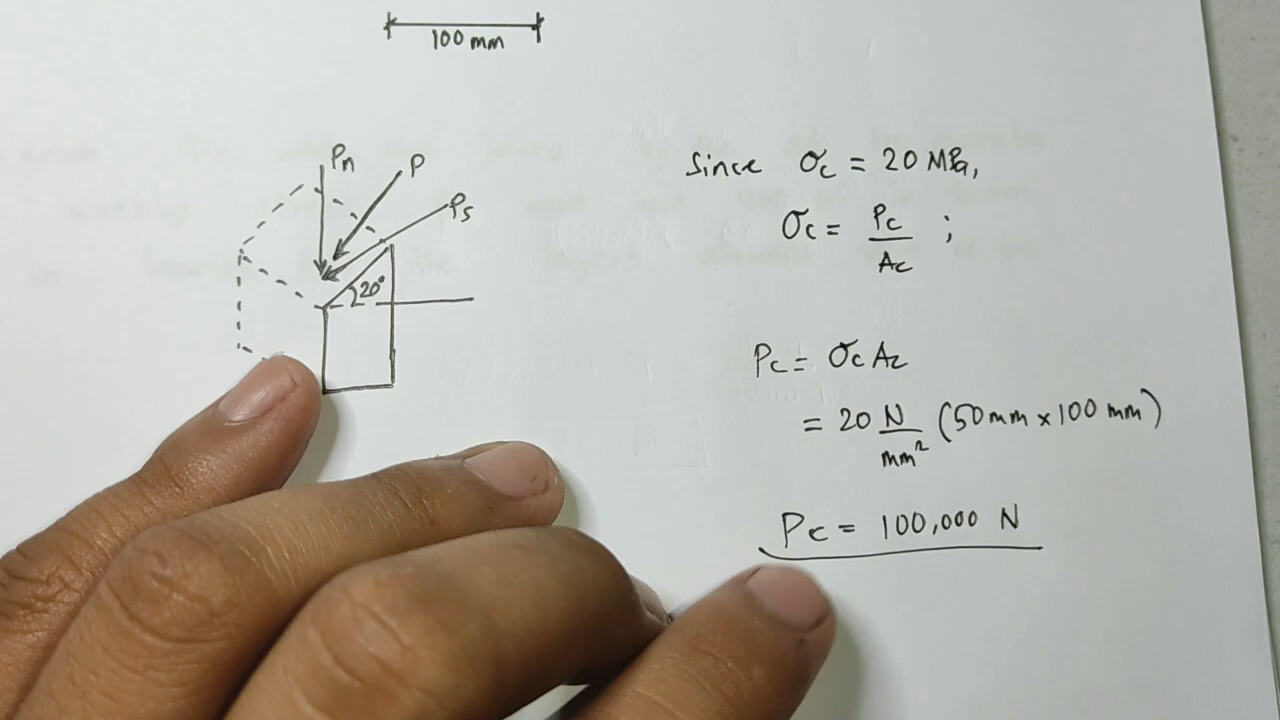 100 mm
Pn
P
Ps
20°
Since σc = 20 MPa,
σc = Pc / Ac ;
Pc = σc Ac
= 20 N/mm² (50 mm x 100 mm)
Pc = 100,000 N